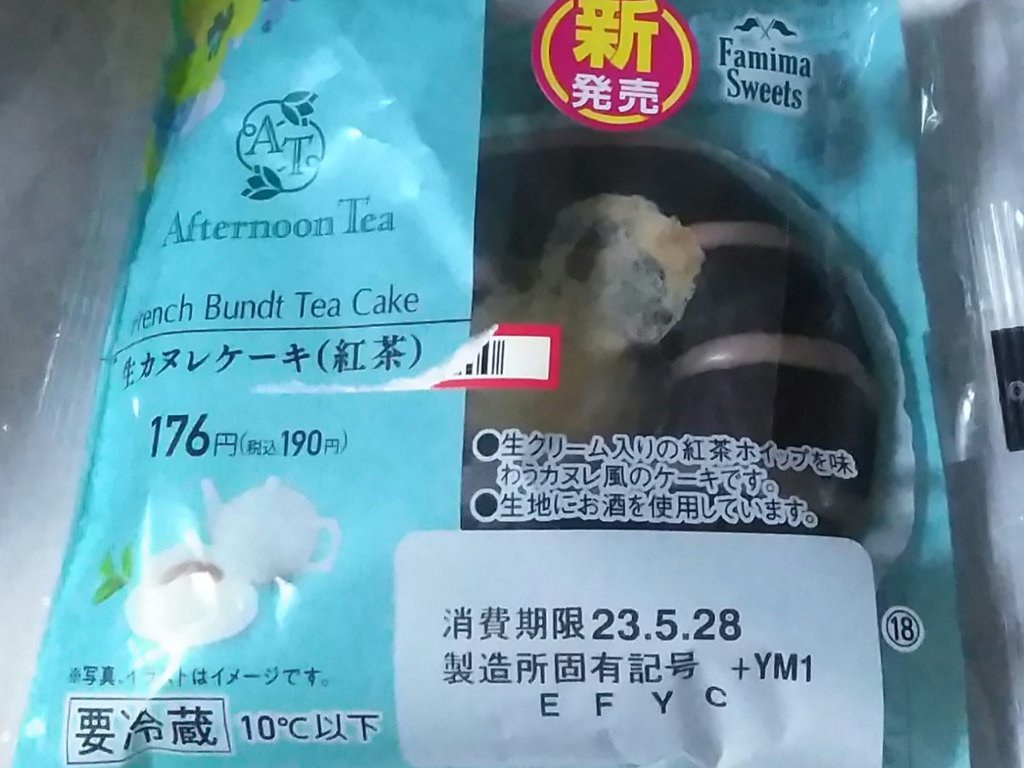 新
発売
Famima
Sweets
AT
Afternoon Tea
French Bundt Tea Cake
生カヌレケーキ(紅茶)
176円(税込190円)
●生クリーム入りの紅茶ホイップを味
わうカヌレ風のケーキです。
●生地にお酒を使用しています。
消費期限23.5.28
製造所固有記号 +YM1
E F Y C
⑱
※写真、イラストはイメージです。
要冷蔵 10℃以下